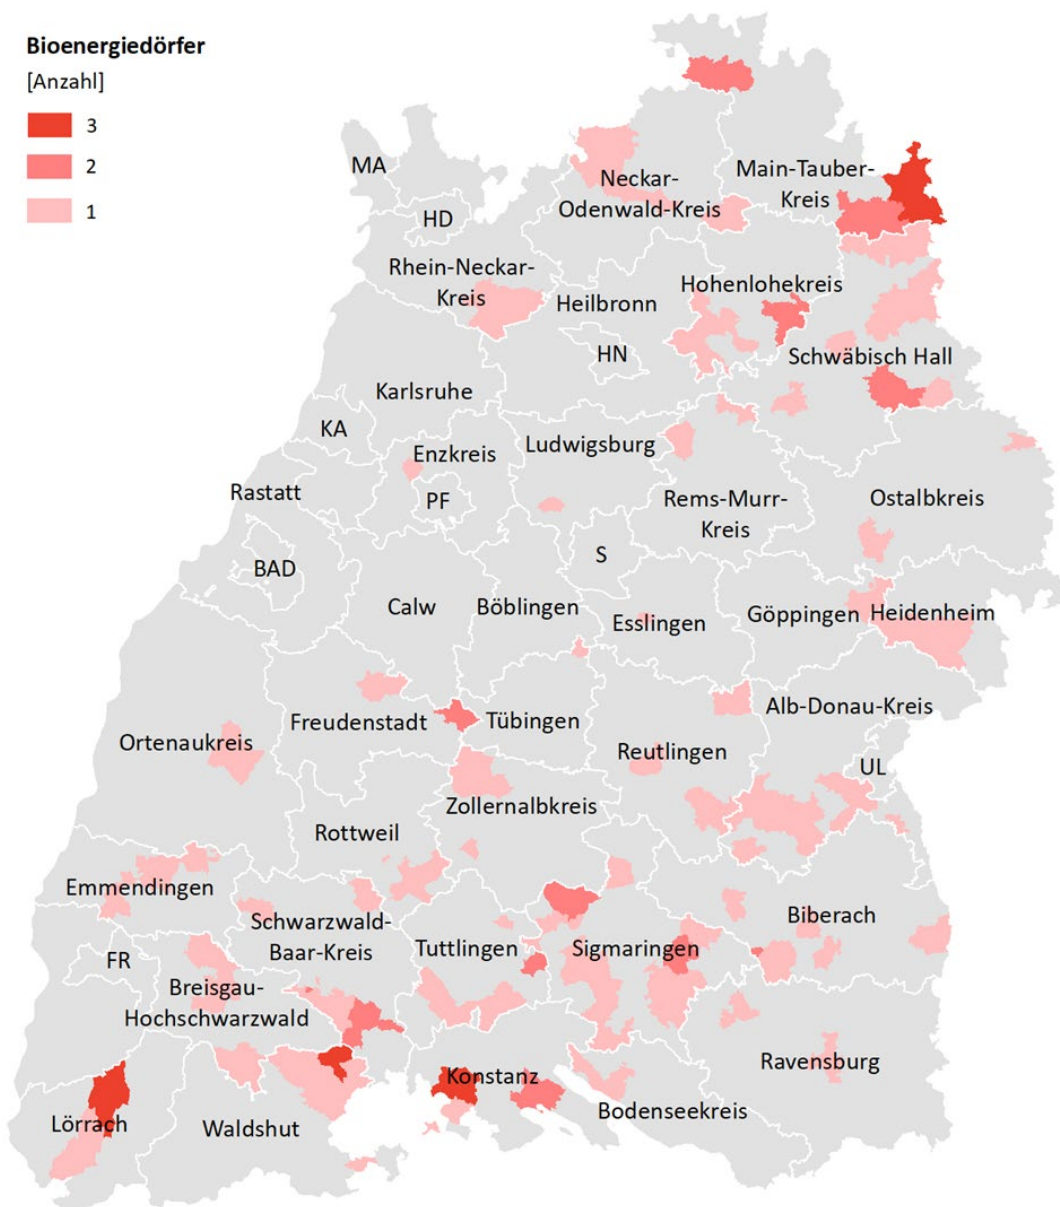 Bioenergiedörfer
[Anzahl]
3
2
1
MA
Neckar-
Odenwald-Kreis
Main-Tauber-
Kreis
HD
Rhein-Neckar-
Kreis
Heilbronn
Hohenlohekreis
HN
Schwäbisch Hall
Karlsruhe
KA
Enzkreis
Ludwigsburg
Rastatt
PF
Rems-Murr-
Kreis
Ostalbkreis
BAD
S
Calw
Böblingen
Esslingen
Göppingen
Heidenheim
Freudenstadt
Tübingen
Alb-Donau-Kreis
Ortenaukreis
Reutlingen
UL
Zollernalbkreis
Rottweil
Emmendingen
Schwarzwald-
Baar-Kreis
Tuttlingen
Sigmaringen
Biberach
FR
Breisgau-
Hochschwarzwald
Konstanz
Ravensburg
Lörrach
Waldshut
Bodenseekreis